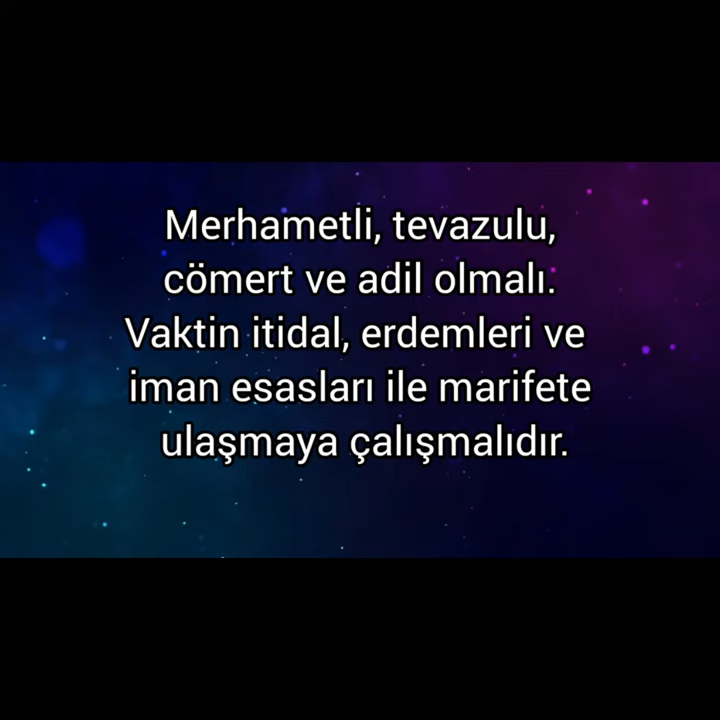 Merhametli, tevazulu,
cömert ve adil olmalı.
Vaktin itidal, erdemleri ve
iman esasları ile marifete
ulaşmaya çalışmalıdır.